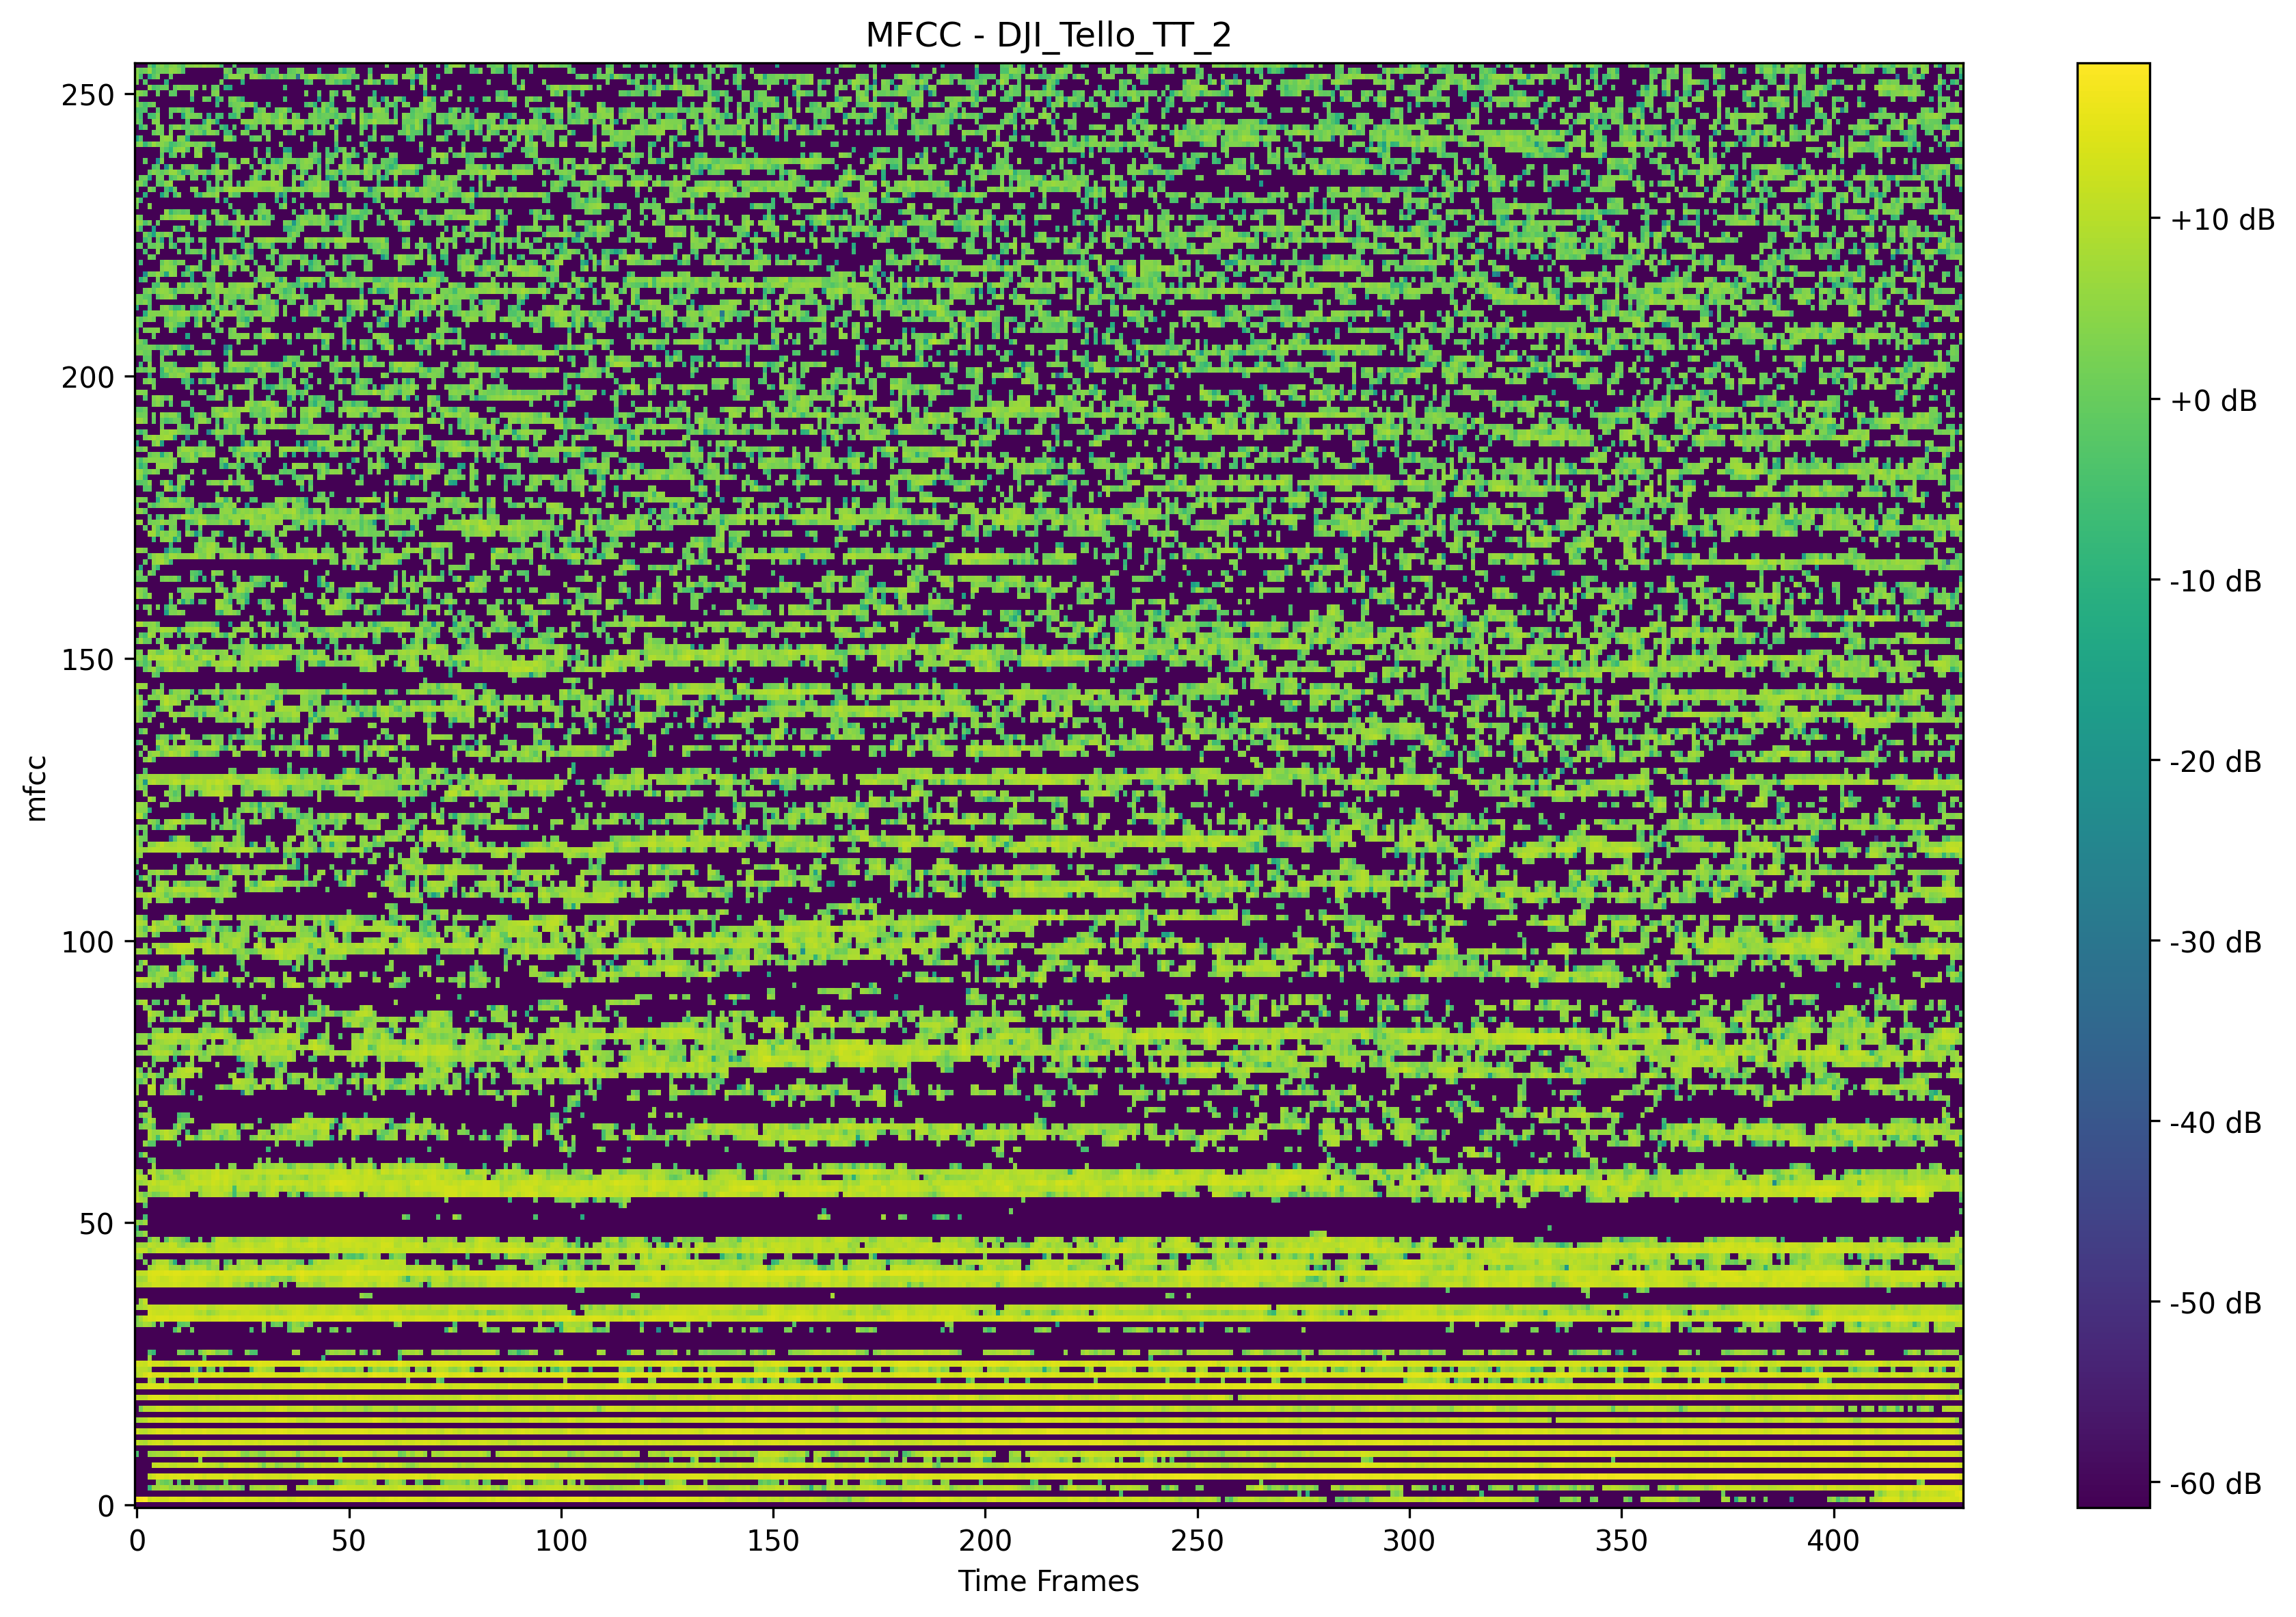 MFCC - DJI_Tello_TT_2
250
200
150
100
50
0
mfcc
0 50 100 150 200 250 300 350 400
Time Frames
+10 dB
+0 dB
-10 dB
-20 dB
-30 dB
-40 dB
-50 dB
-60 dB